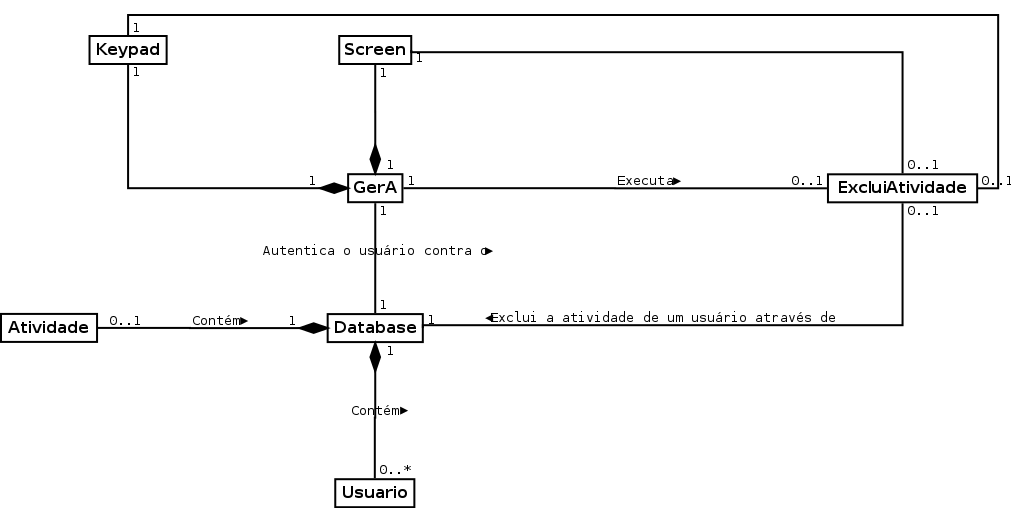 1
Keypad
1
Screen
1
1
0..1
1
1
GerA
1
Executa
0..1
ExcluiAtividade
0..1
1
0..1
Autentica o usuário contra o
1
Atividade
0..1
Contém
1
Database
1
Exclui a atividade de um usuário através de
1
Contém
0..*
Usuario